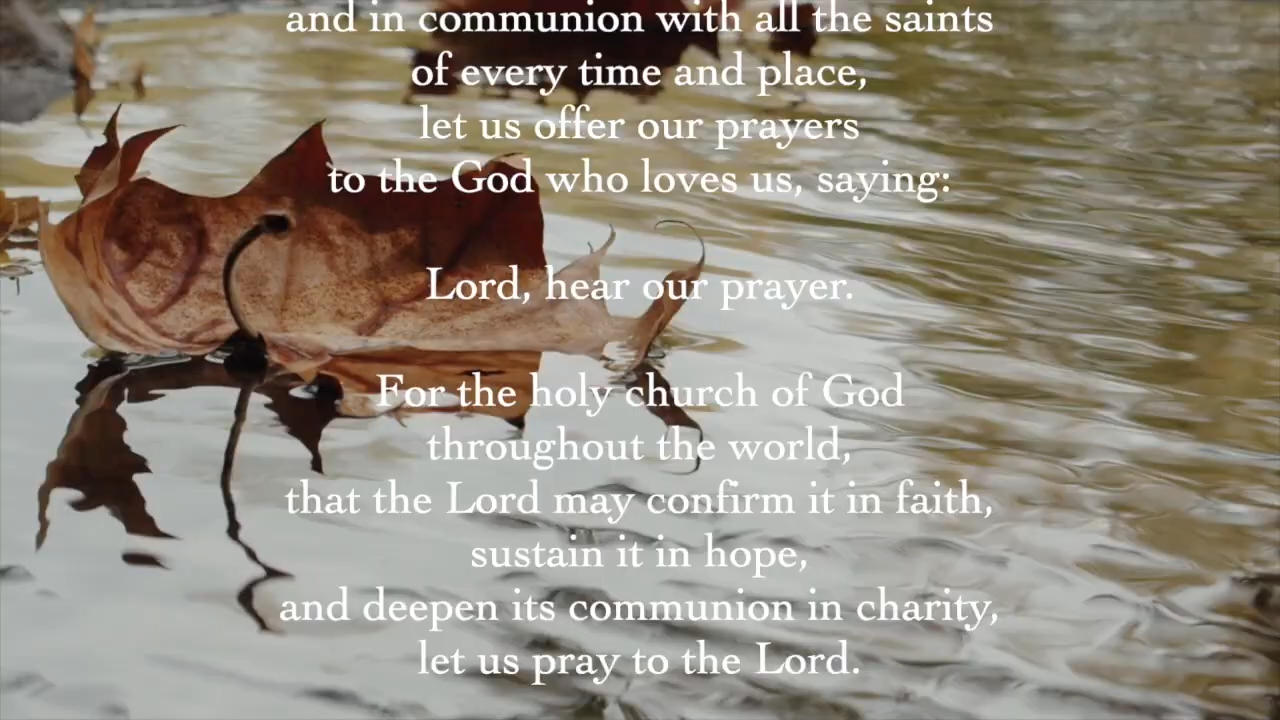 and in communion with all the saints
of every time and place,
let us offer our prayers
to the God who loves us, saying:
Lord, hear our prayer.
For the holy church of God
throughout the world,
that the Lord may confirm it in faith,
sustain it in hope,
and deepen its communion in charity,
let us pray to the Lord.